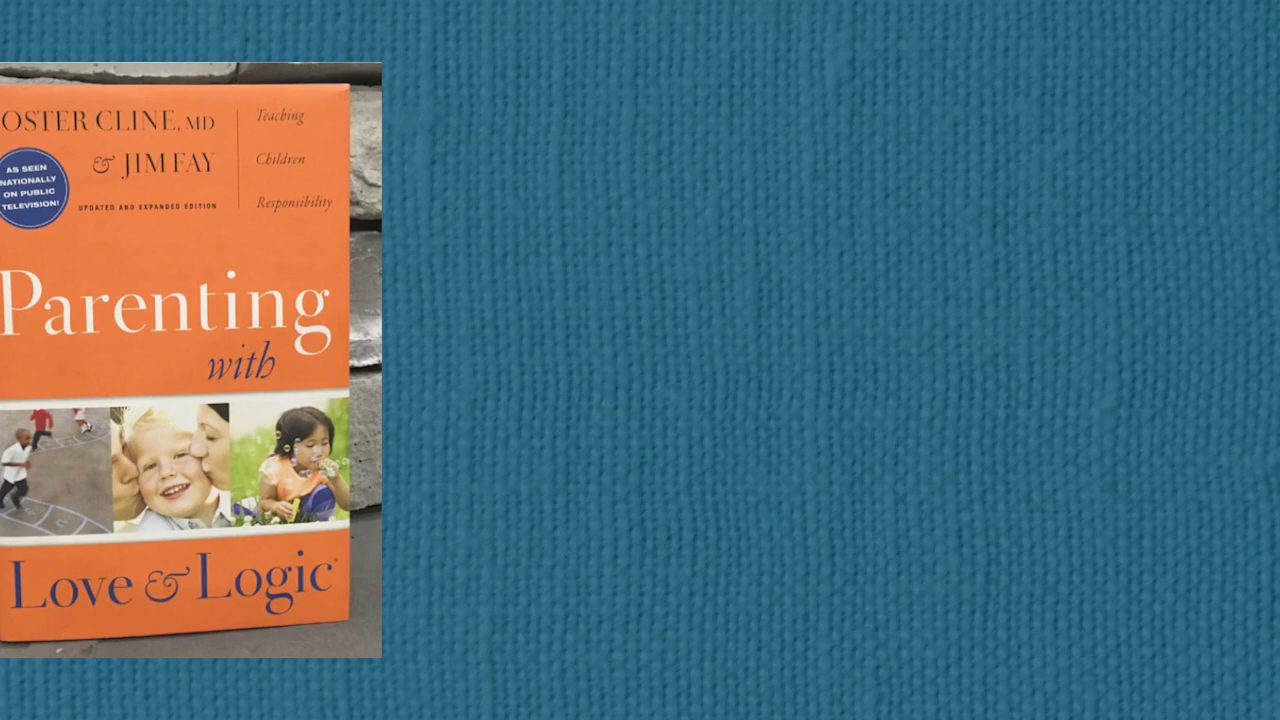 OSTER CLINE, MD
& JIM FAY
Teaching
Children
Responsibility
AS SEEN
NATIONALLY
ON PUBLIC
TELEVISION!
UPDATED AND EXPANDED EDITION
Parenting
with
Love & Logic®